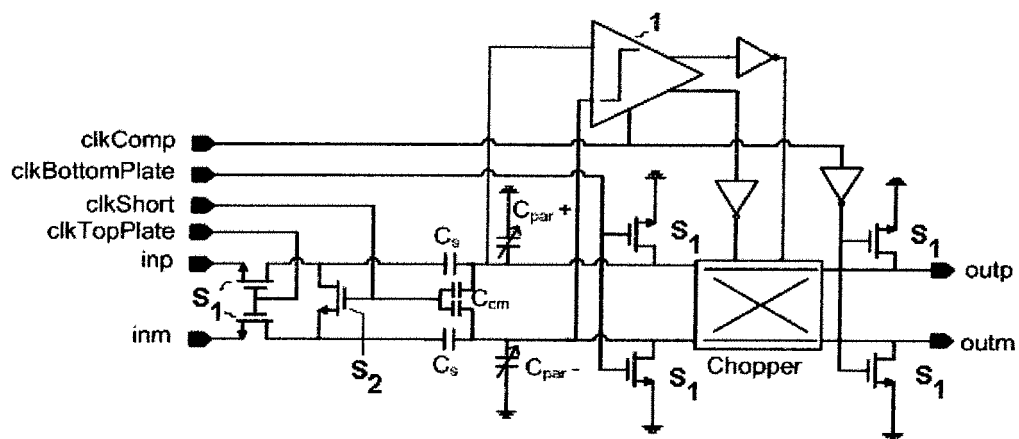 1
clkComp
clkBottomPlate
clkShort
clkTopPlate
inp
inm
S1
S2
Cs
Cs
Ccm
Cpar+
Cpar-
S1
S1
S1
S1
Chopper
outp
outm